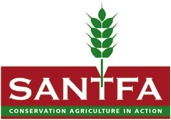 SANTFA
CONSERVATION AGRICULTURE IN ACTION